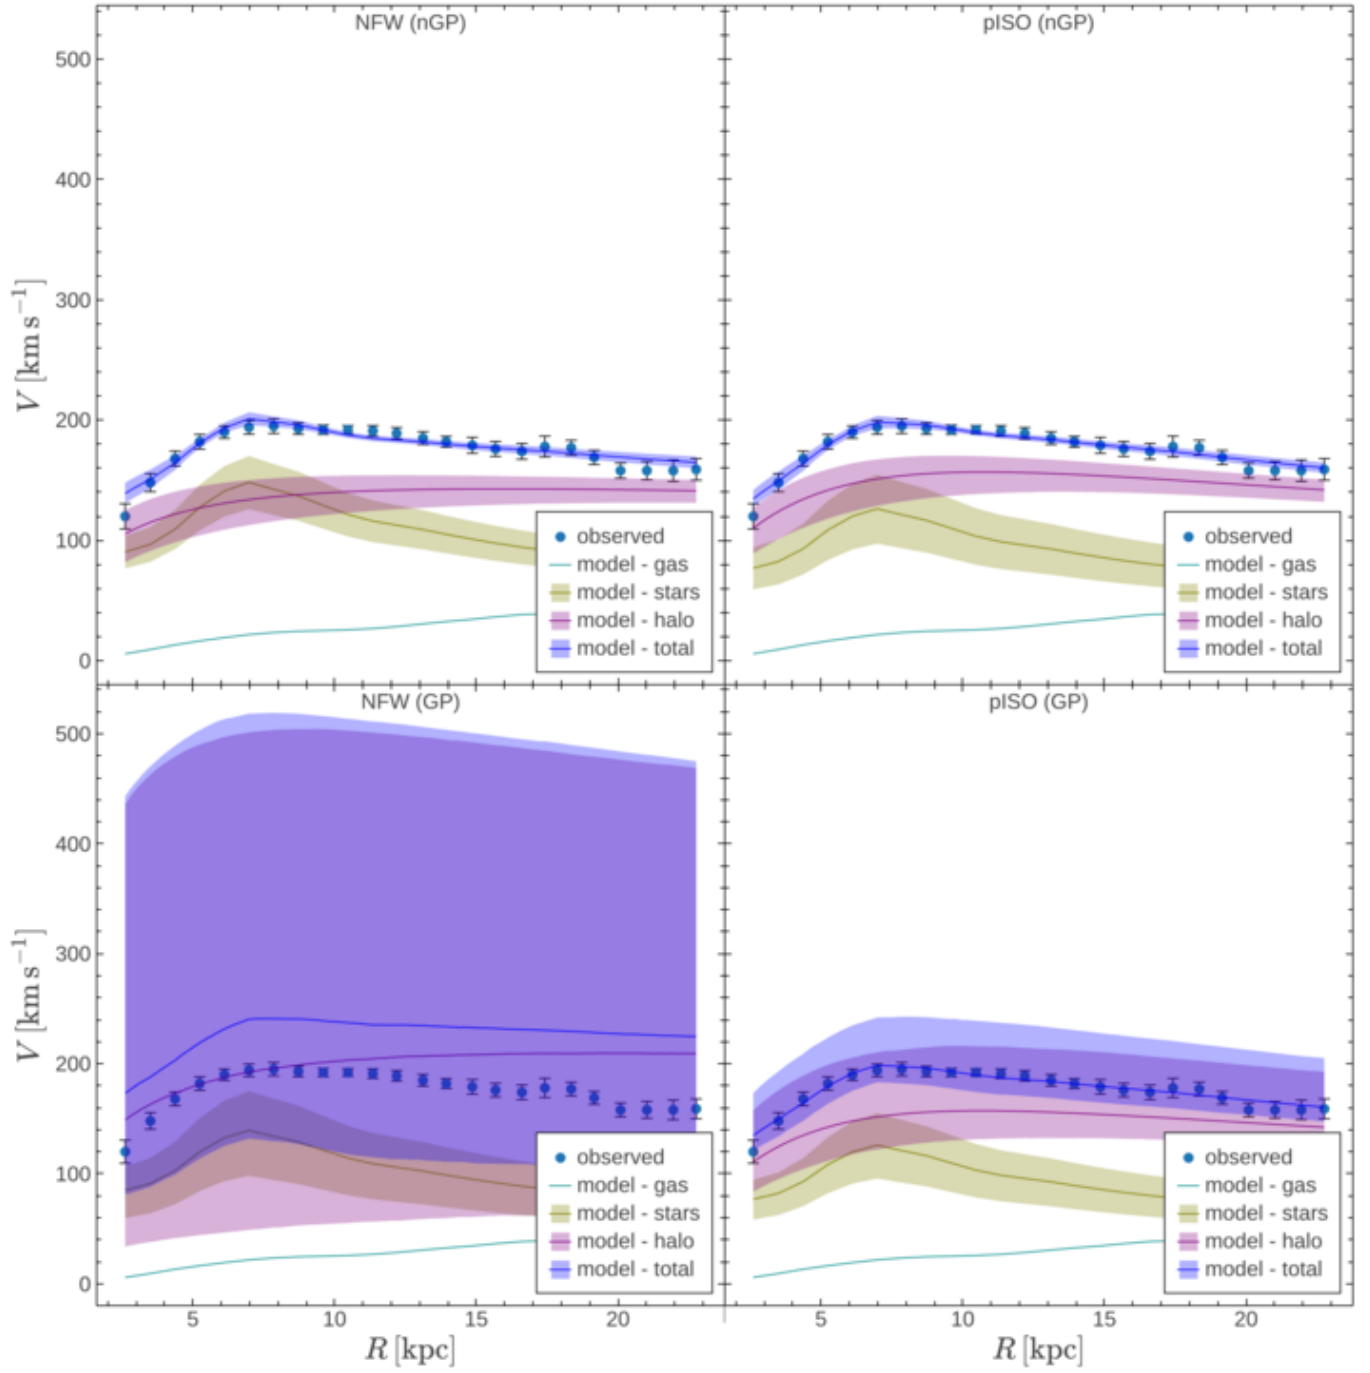 NFW (nGP)
pISO (nGP)
500
400
300
200
100
0
V [km s⁻¹]
observed
model - gas
model - stars
model - halo
model - total
observed
model - gas
model - stars
model - halo
model - total
NFW (GP)
pISO (GP)
500
400
300
200
100
0
V [km s⁻¹]
observed
model - gas
model - stars
model - halo
model - total
observed
model - gas
model - stars
model - halo
model - total
5 10 15 20
5 10 15 20
R [kpc]
R [kpc]